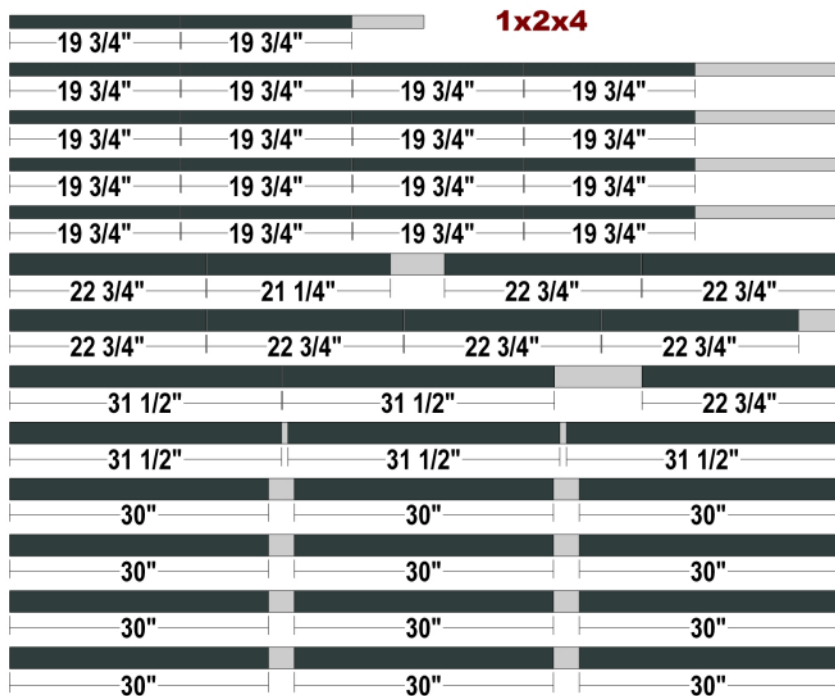 1x2x4
19 3/4" 19 3/4"
19 3/4" 19 3/4" 19 3/4" 19 3/4"
19 3/4" 19 3/4" 19 3/4" 19 3/4"
19 3/4" 19 3/4" 19 3/4" 19 3/4"
19 3/4" 19 3/4" 19 3/4" 19 3/4"
22 3/4" 21 1/4" 22 3/4" 22 3/4"
22 3/4" 22 3/4" 22 3/4" 22 3/4"
31 1/2" 31 1/2" 22 3/4"
31 1/2" 31 1/2" 31 1/2"
30" 30" 30"
30" 30" 30"
30" 30" 30"
30" 30" 30"